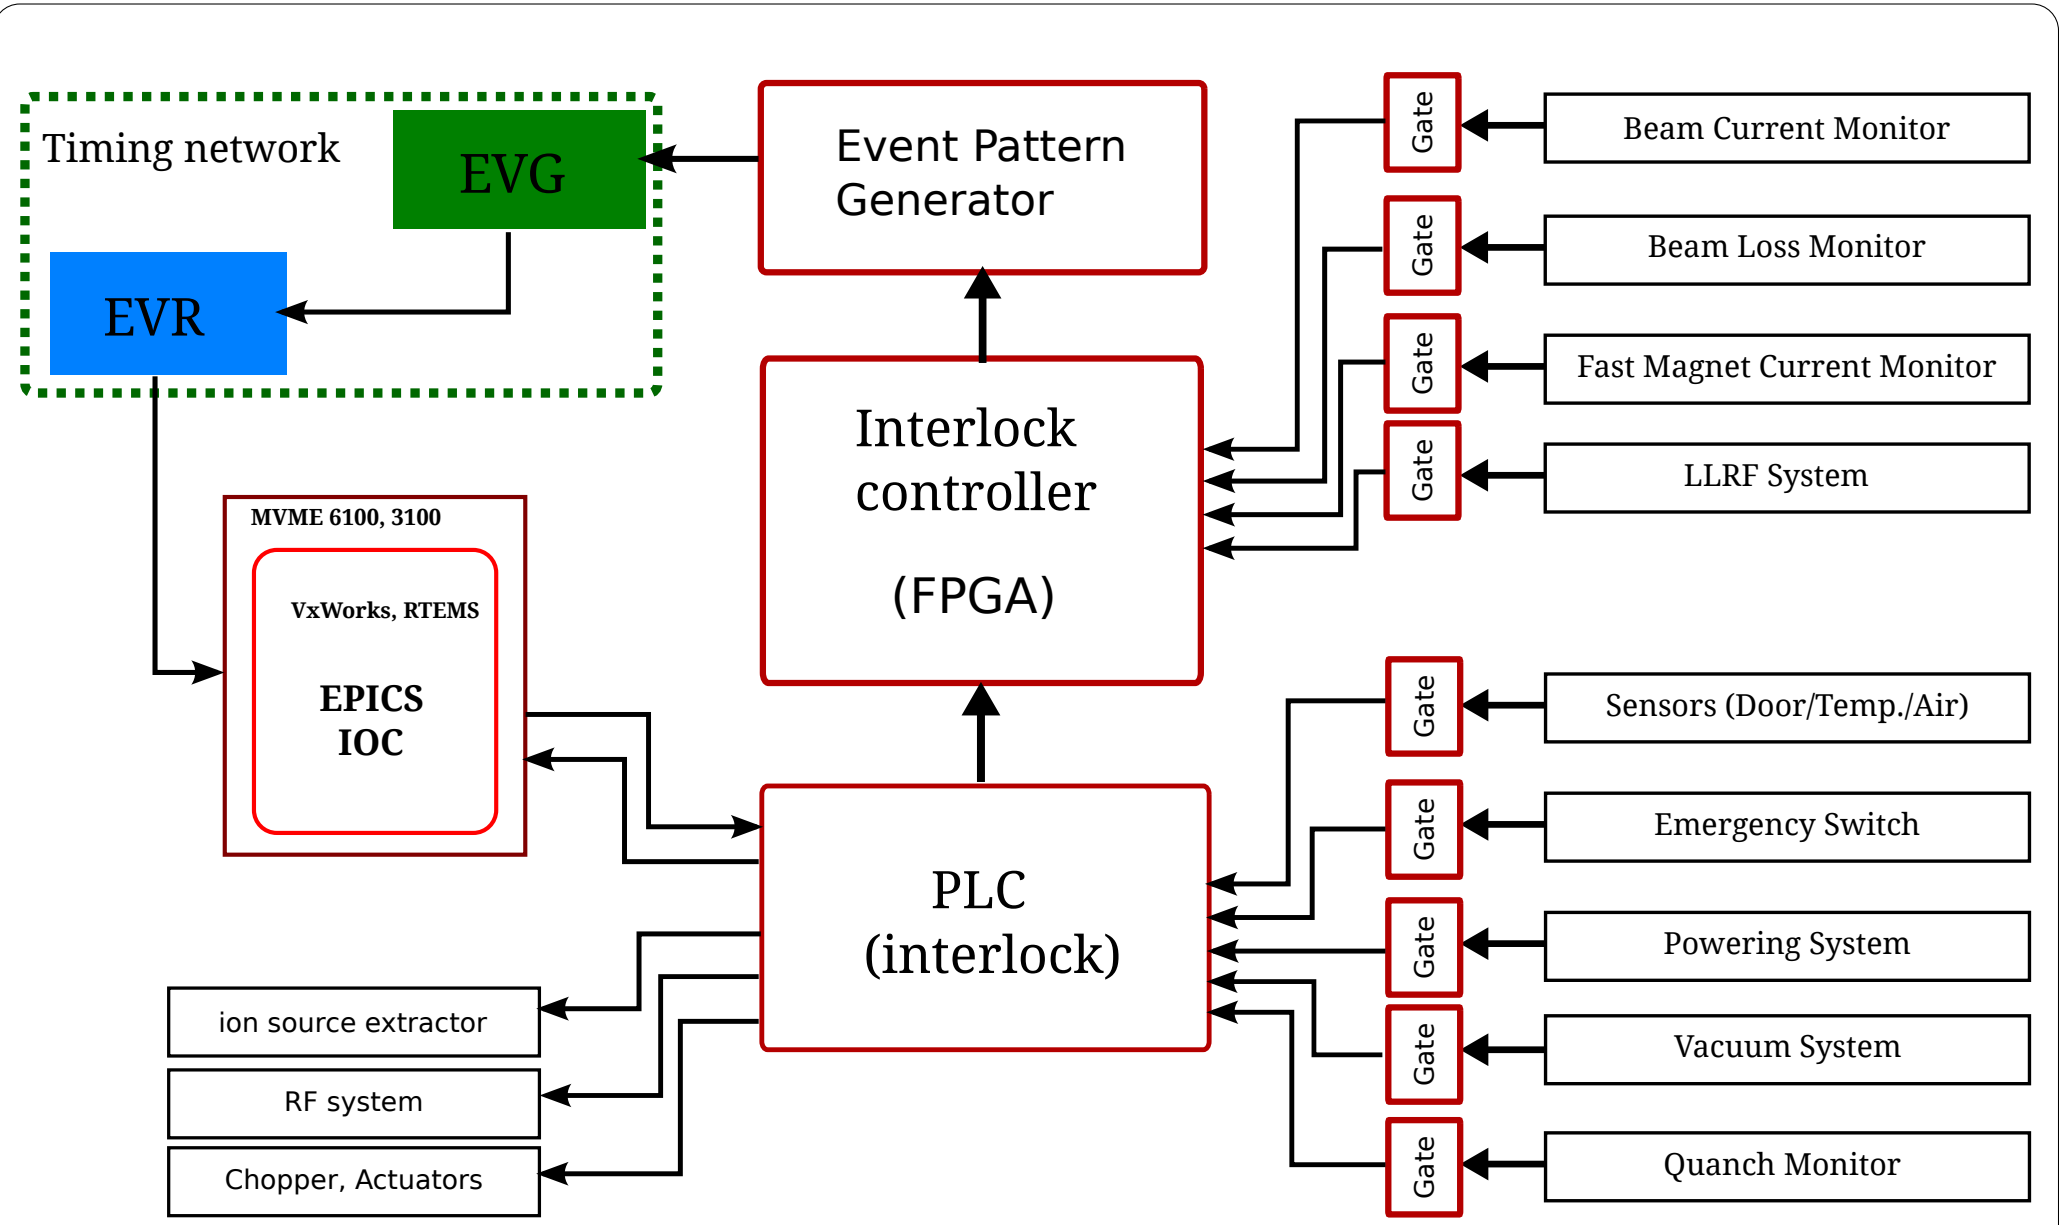 Timing network
EVG
EVR
Event Pattern
Generator
Gate
Beam Current Monitor
Gate
Beam Loss Monitor
Gate
Fast Magnet Current Monitor
Gate
LLRF System
Interlock
controller
(FPGA)
MVME 6100, 3100
VxWorks, RTEMS
EPICS
IOC
PLC
(interlock)
Gate
Sensors (Door/Temp./Air)
Gate
Emergency Switch
Gate
Powering System
Gate
Vacuum System
Gate
Quanch Monitor
ion source extractor
RF system
Chopper, Actuators